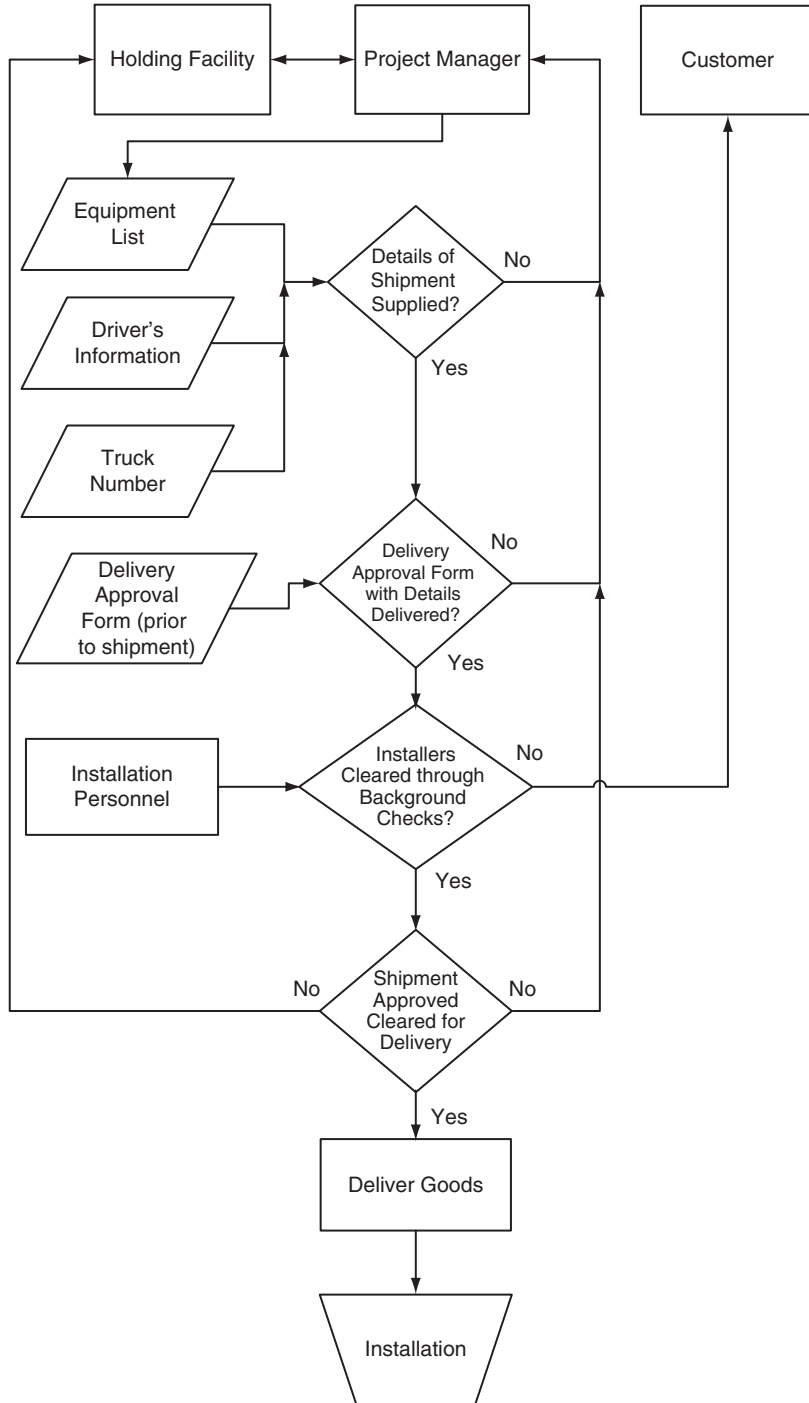 Holding Facility
Project Manager
Customer
Equipment
List
Details of
Shipment
Supplied?
No
Driver's
Information
Yes
Truck
Number
Delivery
Approval
Form (prior
to shipment)
Delivery
Approval Form
with Details
Delivered?
No
Yes
Installation
Personnel
Installers
Cleared through
Background
Checks?
No
Yes
No
Shipment
Approved
Cleared for
Delivery
No
Yes
Deliver Goods
Installation